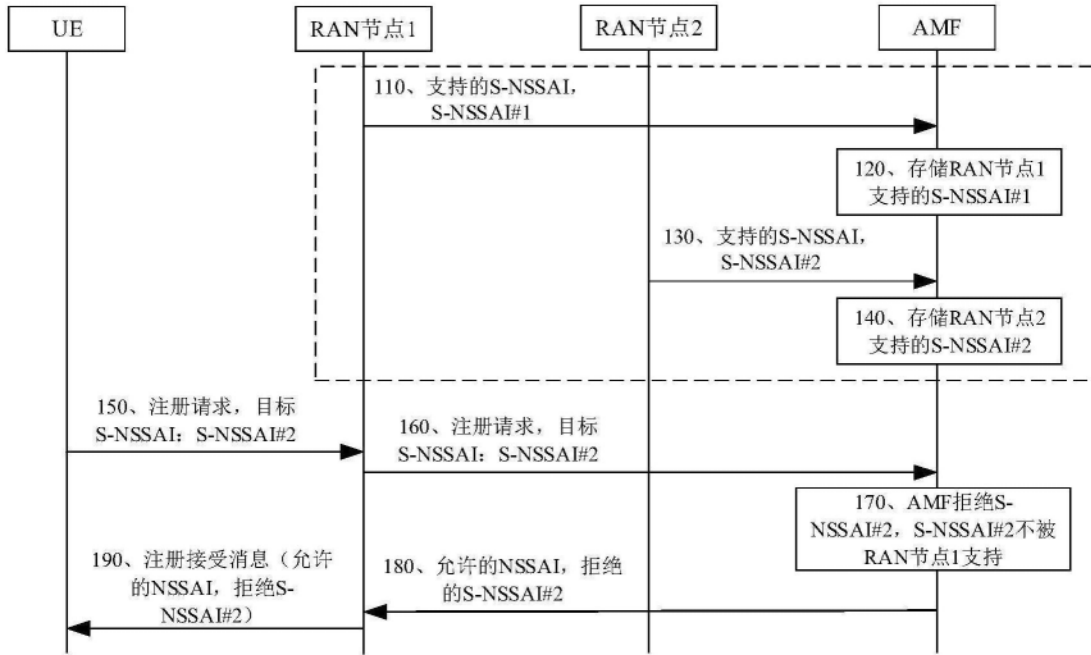 UE
RAN节点1
RAN节点2
AMF
110、支持的S-NSSAI，
S-NSSAI#1
120、存储RAN节点1
支持的S-NSSAI#1
130、支持的S-NSSAI，
S-NSSAI#2
140、存储RAN节点2
支持的S-NSSAI#2
150、注册请求，目标
S-NSSAI：S-NSSAI#2
160、注册请求，目标
S-NSSAI：S-NSSAI#2
170、AMF拒绝S-
NSSAI#2，S-NSSAI#2不被
RAN节点1支持
180、允许的NSSAI，拒绝
的S-NSSAI#2
190、注册接受消息（允许
的NSSAI，拒绝S-
NSSAI#2）